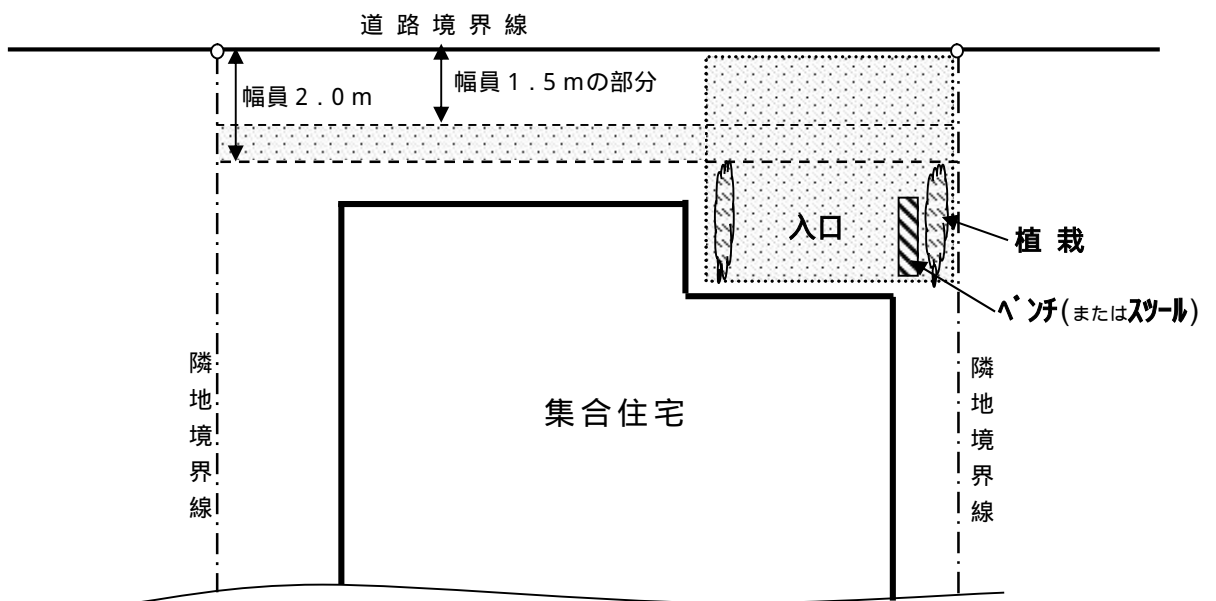 道路境界線
幅員1.5mの部分
幅員2.0m
入口
植栽
ベンチ(またはスツール)
隣地境界線
集合住宅
隣地境界線